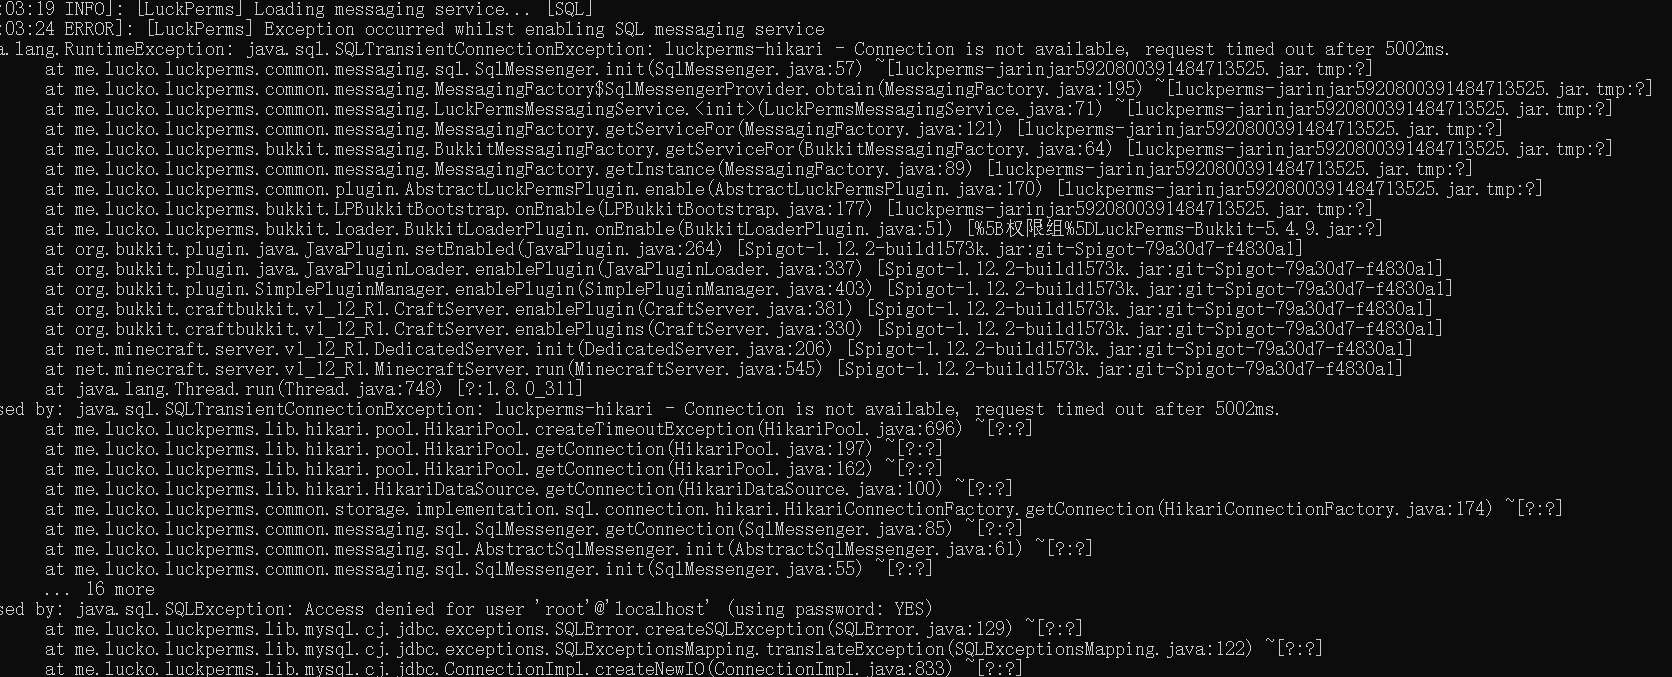 :03:19 INFO]: [LuckPerms] Loading messaging service... [SQL]
:03:24 ERROR]: [LuckPerms] Exception occurred whilst enabling SQL messaging service
a.lang.RuntimeException: java.sql.SQLTransientConnectionException: luckperms-hikari - Connection is not available, request timed out after 5002ms.
at me.lucko.luckperms.common.messaging.sql.SqlMessenger.init(SqlMessenger.java:57) ~[luckperms-jarinjar5920800391484713525.jar.tmp:?]
at me.lucko.luckperms.common.messaging.MessagingFactory$SqlMessengerProvider.obtain(MessagingFactory.java:195) ~[luckperms-jarinjar5920800391484713525.jar.tmp:?]
at me.lucko.luckperms.common.messaging.LuckPermsMessagingService.<init>(LuckPermsMessagingService.java:71) ~[luckperms-jarinjar5920800391484713525.jar.tmp:?]
at me.lucko.luckperms.common.messaging.MessagingFactory.getServiceFor(MessagingFactory.java:121) [luckperms-jarinjar5920800391484713525.jar.tmp:?]
at me.lucko.luckperms.bukkit.messaging.BukkitMessagingFactory.getServiceFor(BukkitMessagingFactory.java:64) [luckperms-jarinjar5920800391484713525.jar.tmp:?]
at me.lucko.luckperms.common.messaging.MessagingFactory.getInstance(MessagingFactory.java:89) [luckperms-jarinjar5920800391484713525.jar.tmp:?]
at me.lucko.luckperms.common.plugin.AbstractLuckPermsPlugin.enable(AbstractLuckPermsPlugin.java:170) [luckperms-jarinjar5920800391484713525.jar.tmp:?]
at me.lucko.luckperms.bukkit.LPBukkitBootstrap.onEnable(LPBukkitBootstrap.java:177) [luckperms-jarinjar5920800391484713525.jar.tmp:?]
at me.lucko.luckperms.bukkit.loader.BukkitLoaderPlugin.onEnable(BukkitLoaderPlugin.java:51) [%5B权限组%5DLuckPerms-Bukkit-5.4.9.jar:?]
at org.bukkit.plugin.java.JavaPlugin.setEnabled(JavaPlugin.java:264) [Spigot-1.12.2-build1573k.jar:git-Spigot-79a30d7-f4830a1]
at org.bukkit.plugin.java.JavaPluginLoader.enablePlugin(JavaPluginLoader.java:337) [Spigot-1.12.2-build1573k.jar:git-Spigot-79a30d7-f4830a1]
at org.bukkit.plugin.SimplePluginManager.enablePlugin(SimplePluginManager.java:403) [Spigot-1.12.2-build1573k.jar:git-Spigot-79a30d7-f4830a1]
at org.bukkit.craftbukkit.v1_12_R1.CraftServer.enablePlugin(CraftServer.java:381) [Spigot-1.12.2-build1573k.jar:git-Spigot-79a30d7-f4830a1]
at org.bukkit.craftbukkit.v1_12_R1.CraftServer.enablePlugins(CraftServer.java:330) [Spigot-1.12.2-build1573k.jar:git-Spigot-79a30d7-f4830a1]
at net.minecraft.server.v1_12_R1.DedicatedServer.init(DedicatedServer.java:206) [Spigot-1.12.2-build1573k.jar:git-Spigot-79a30d7-f4830a1]
at net.minecraft.server.v1_12_R1.MinecraftServer.run(MinecraftServer.java:545) [Spigot-1.12.2-build1573k.jar:git-Spigot-79a30d7-f4830a1]
at java.lang.Thread.run(Thread.java:748) [?:1.8.0_311]
sed by: java.sql.SQLTransientConnectionException: luckperms-hikari - Connection is not available, request timed out after 5002ms.
at me.lucko.luckperms.lib.hikari.pool.HikariPool.createTimeoutException(HikariPool.java:696) ~[?:?]
at me.lucko.luckperms.lib.hikari.pool.HikariPool.getConnection(HikariPool.java:197) ~[?:?]
at me.lucko.luckperms.lib.hikari.pool.HikariPool.getConnection(HikariPool.java:162) ~[?:?]
at me.lucko.luckperms.lib.hikari.HikariDataSource.getConnection(HikariDataSource.java:100) ~[?:?]
at me.lucko.luckperms.common.storage.implementation.sql.connection.hikari.HikariConnectionFactory.getConnection(HikariConnectionFactory.java:174) ~[?:?]
at me.lucko.luckperms.common.messaging.sql.SqlMessenger.getConnection(SqlMessenger.java:85) ~[?:?]
at me.lucko.luckperms.common.messaging.sql.AbstractSqlMessenger.init(AbstractSqlMessenger.java:61) ~[?:?]
at me.lucko.luckperms.common.messaging.sql.SqlMessenger.init(SqlMessenger.java:55) ~[?:?]
... 16 more
sed by: java.sql.SQLException: Access denied for user 'root'@'localhost' (using password: YES)
at me.lucko.luckperms.lib.mysql.cj.jdbc.exceptions.SQLError.createSQLException(SQLError.java:129) ~[?:?]
at me.lucko.luckperms.lib.mysql.cj.jdbc.exceptions.SQLExceptionsMapping.translateException(SQLExceptionsMapping.java:122) ~[?:?]
at me.lucko.luckperms.lib.mysql.cj.jdbc.ConnectionImpl.createNewIO(ConnectionImpl.java:833) ~[?:?]